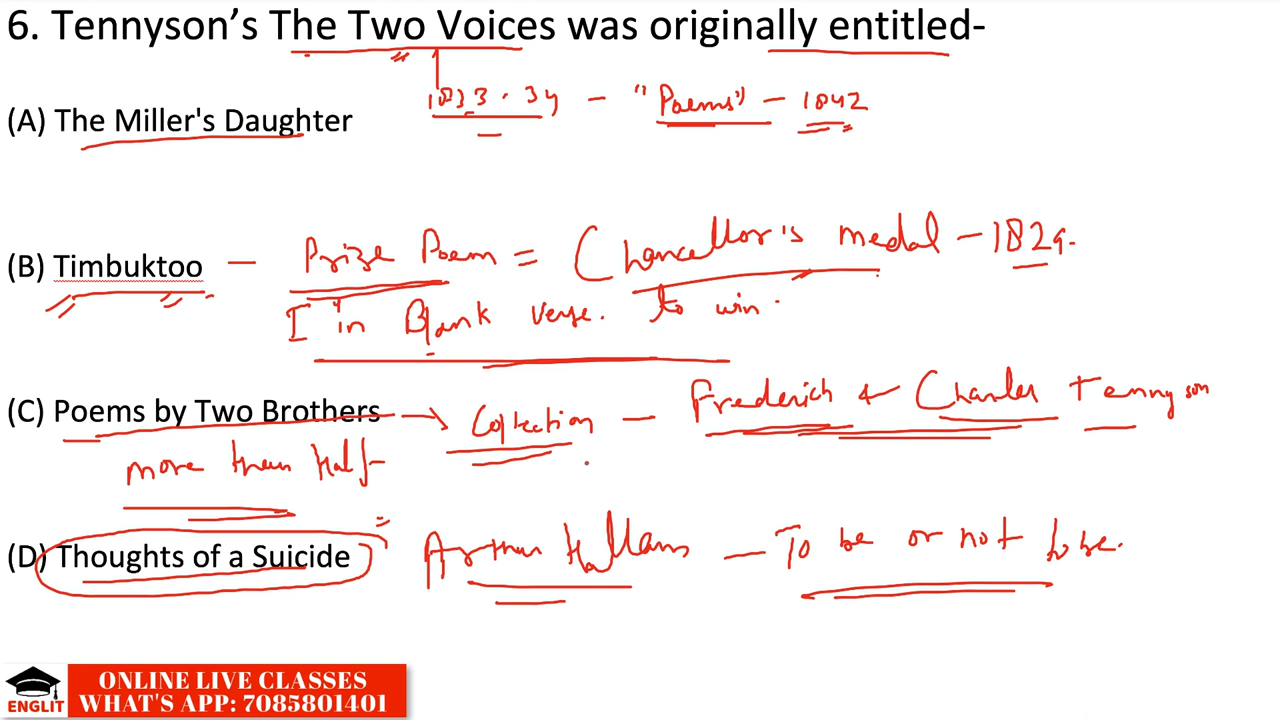 6. Tennyson’s The Two Voices was originally entitled-
1833-34 – "Poems" – 1842
(A) The Miller's Daughter
(B) Timbuktoo – Prize Poem = Chancellor's medal – 1829.
I in Blank verse. to win.
(C) Poems by Two Brothers → Collection – Frederich & Charles Tennyson
more than half
(D) Thoughts of a Suicide Arthur Hallam – To be or not to be.
ENGLIT
ONLINE LIVE CLASSES
WHAT'S APP: 7085801401